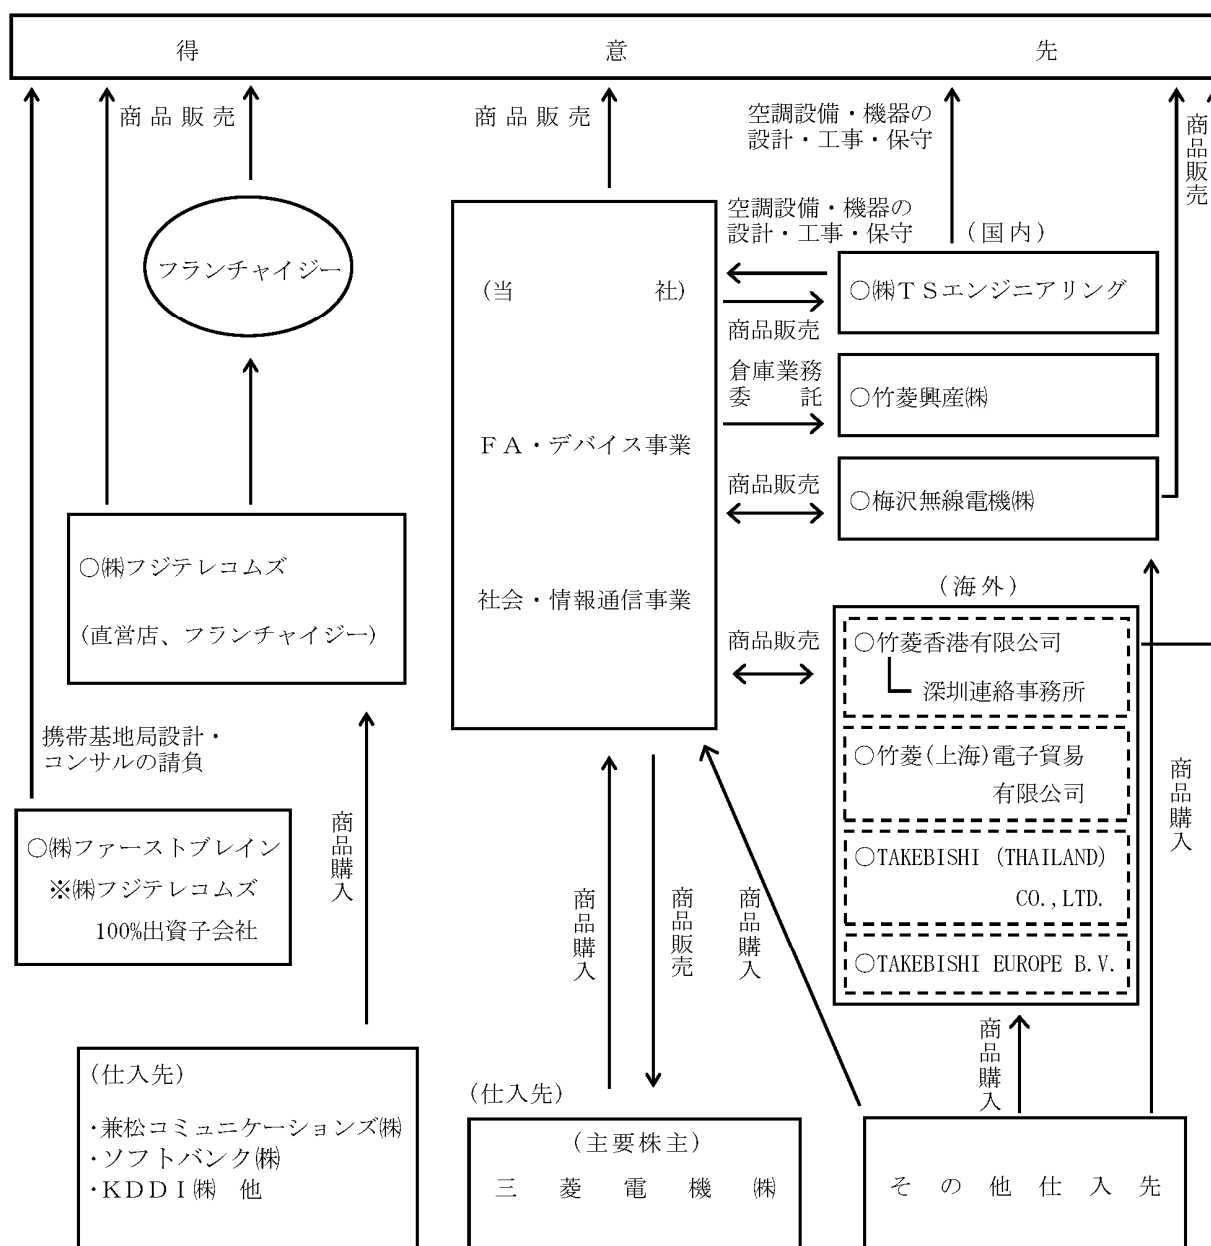 得　意　先
商品販売
商品販売
空調設備・機器の
設計・工事・保守
商品販売
フランチャイジー
(当　社)
FA・デバイス事業
社会・情報通信事業
空調設備・機器の
設計・工事・保守
(国内)
○㈱TSエンジニアリング
商品販売
倉庫業務
委託
○竹菱興産㈱
商品販売
○梅沢無線電機㈱
○㈱フジテレコムズ
(直営店、フランチャイジー)
(海外)
商品販売
○竹菱香港有限公司
深圳連絡事務所
○竹菱(上海)電子貿易
有限公司
○TAKEBISHI (THAILAND)
CO.,LTD.
○TAKEBISHI EUROPE B.V.
携帯基地局設計・
コンサルの請負
○㈱ファーストブレイン
※㈱フジテレコムズ
100%出資子会社
商品購入
商品購入
商品販売
商品購入
商品購入
商品購入
(仕入先)
・兼松コミュニケーションズ㈱
・ソフトバンク㈱
・KDDI㈱ 他
(仕入先)
(主要株主)
三菱電機㈱
その他仕入先